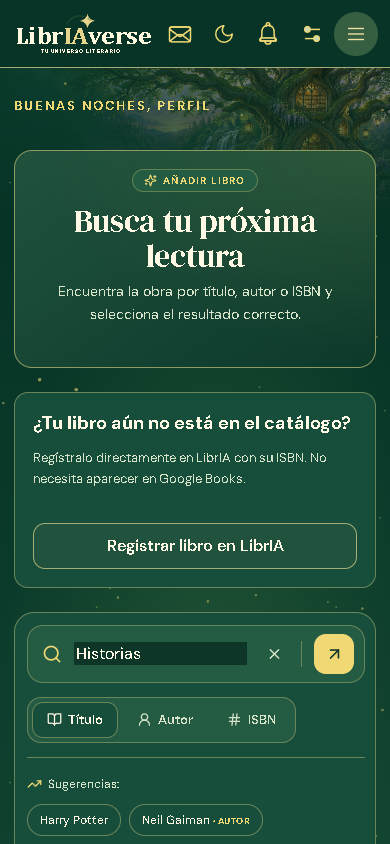 LibrIAverse
TU UNIVERSO LITERARIO
BUENAS NOCHES, PERFIL
AÑADIR LIBRO
Busca tu próxima
lectura
Encuentra la obra por título, autor o ISBN y
selecciona el resultado correcto.
¿Tu libro aún no está en el catálogo?
Regístralo directamente en LibrIA con su ISBN. No
necesita aparecer en Google Books.
Registrar libro en LibrIA
Historias
Título Autor ISBN
Sugerencias:
Harry Potter Neil Gaiman · AUTOR